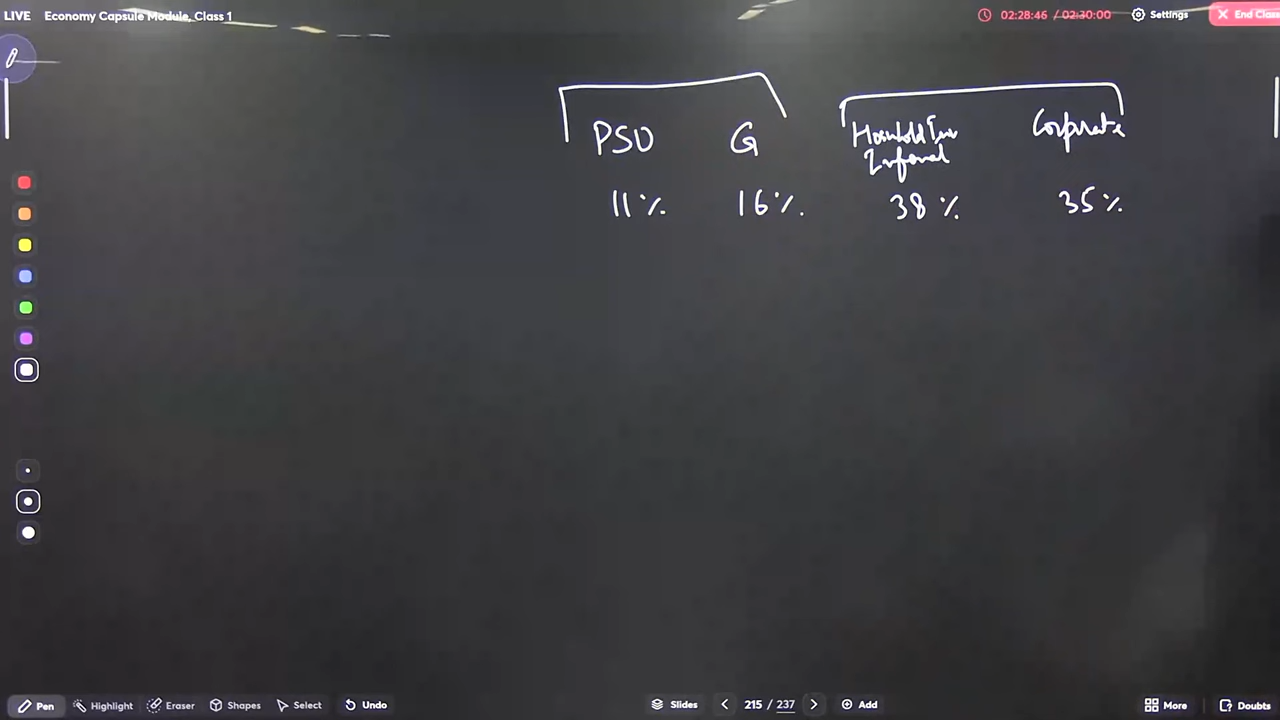 LIVE Economy Capsule Module, Class 1 02:28:46 / 02:30:00 Settings End Class
PSU G Household Inv Corporate
Informal
11% 16% 38% 35%
Pen Highlight Eraser Shapes Select Undo Slides 215 / 237 Add More Doubts